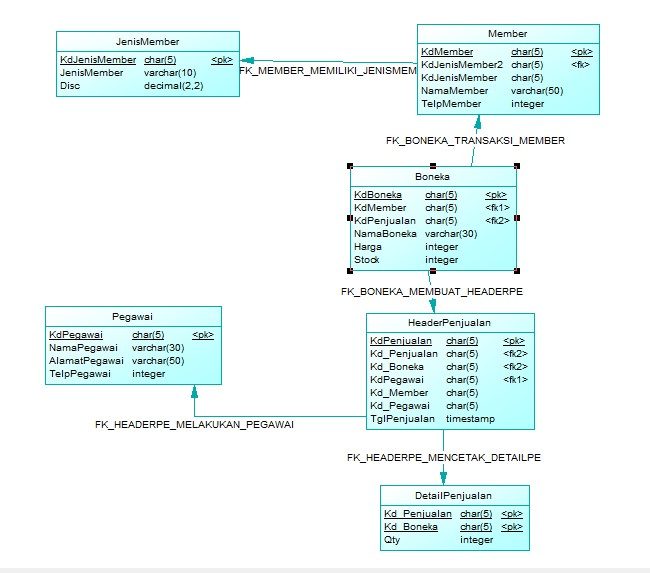 JenisMember
KdJenisMember char(5) <pk>
JenisMember varchar(10)
Disc decimal(2,2)
FK_MEMBER_MEMILIKI_JENISMEM
Member
KdMember char(5) <pk>
KdJenisMember2 char(5) <fk>
KdJenisMember char(5)
NamaMember varchar(50)
TelpMember integer
FK_BONEKA_TRANSAKSI_MEMBER
Boneka
KdBoneka char(5) <pk>
KdMember char(5) <fk1>
KdPenjualan char(5) <fk2>
NamaBoneka varchar(30)
Harga integer
Stock integer
FK_BONEKA_MEMBUAT_HEADERPE
Pegawai
KdPegawai char(5) <pk>
NamaPegawai varchar(30)
AlamatPegawai varchar(50)
TelpPegawai integer
HeaderPenjualan
KdPenjualan char(5) <pk>
Kd_Penjualan char(5) <fk2>
Kd_Boneka char(5) <fk2>
KdPegawai char(5) <fk1>
Kd_Member char(5)
Kd_Pegawai char(5)
TglPenjualan timestamp
FK_HEADERPE_MELAKUKAN_PEGAWAI
FK_HEADERPE_MENCETAK_DETAILPE
DetailPenjualan
Kd_Penjualan char(5) <pk>
Kd_Boneka char(5) <pk>
Qty integer